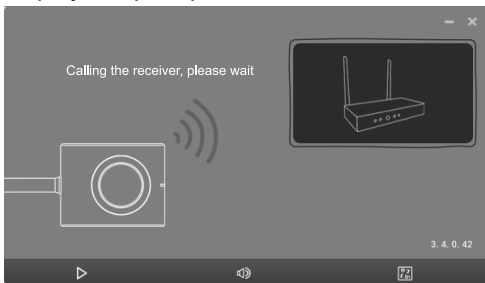 Calling the receiver, please wait
3. 4. 0. 42